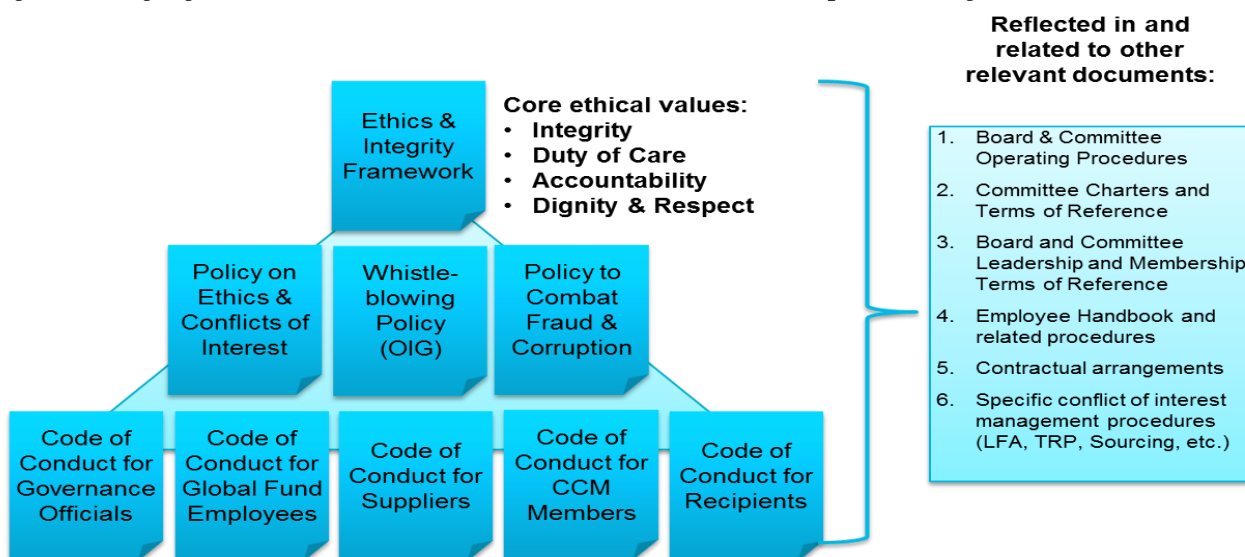 Reflected in and
related to other
relevant documents:
Ethics &
Integrity
Framework
Core ethical values:
• Integrity
• Duty of Care
• Accountability
• Dignity & Respect
Policy on
Ethics &
Conflicts of
Interest
Whistle-
blowing
Policy
(OIG)
Policy to
Combat
Fraud &
Corruption
Code of
Conduct for
Governance
Officials
Code of
Conduct for
Global Fund
Employees
Code of
Conduct for
Suppliers
Code of
Conduct for
CCM
Members
Code of
Conduct for
Recipients
1. Board & Committee
Operating Procedures
2. Committee Charters and
Terms of Reference
3. Board and Committee
Leadership and Membership
Terms of Reference
4. Employee Handbook and
related procedures
5. Contractual arrangements
6. Specific conflict of interest
management procedures
(LFA, TRP, Sourcing, etc.)